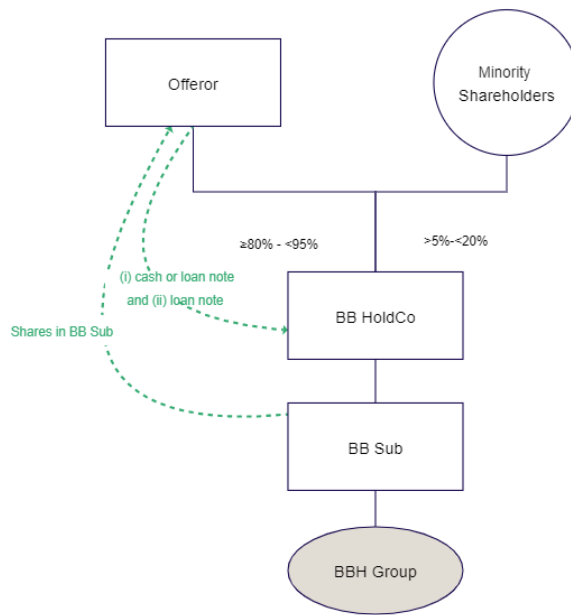 Offeror
Minority
Shareholders
≥80% - <95%
>5%-<20%
(i) cash or loan note
and (ii) loan note
Shares in BB Sub
BB HoldCo
BB Sub
BBH Group